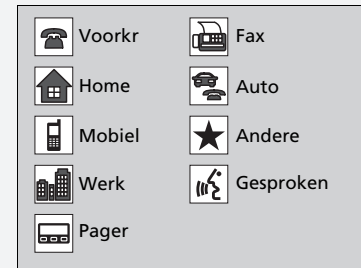 Voorkr
Home
Mobiel
Werk
Pager
Fax
Auto
Andere
Gesproken